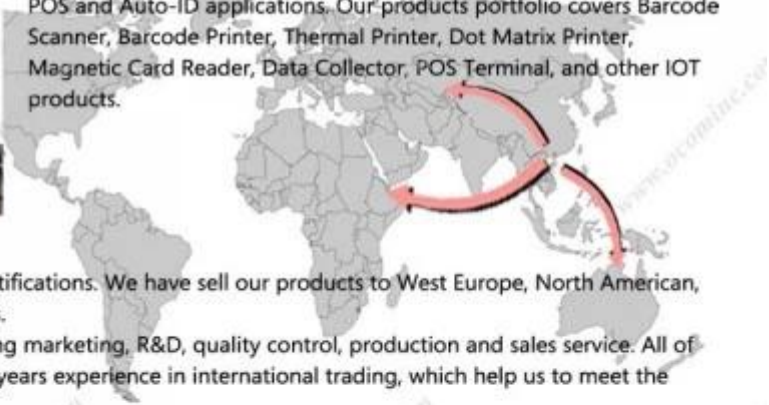 POS and Auto-ID applications. Our products portfolio covers Barcode
Scanner, Barcode Printer, Thermal Printer, Dot Matrix Printer,
Magnetic Card Reader, Data Collector, POS Terminal, and other IOT
products.
www.ocominc.co
tifications. We have sell our products to West Europe, North American,
.
ng marketing, R&D, quality control, production and sales service. All of
years experience in international trading, which help us to meet the